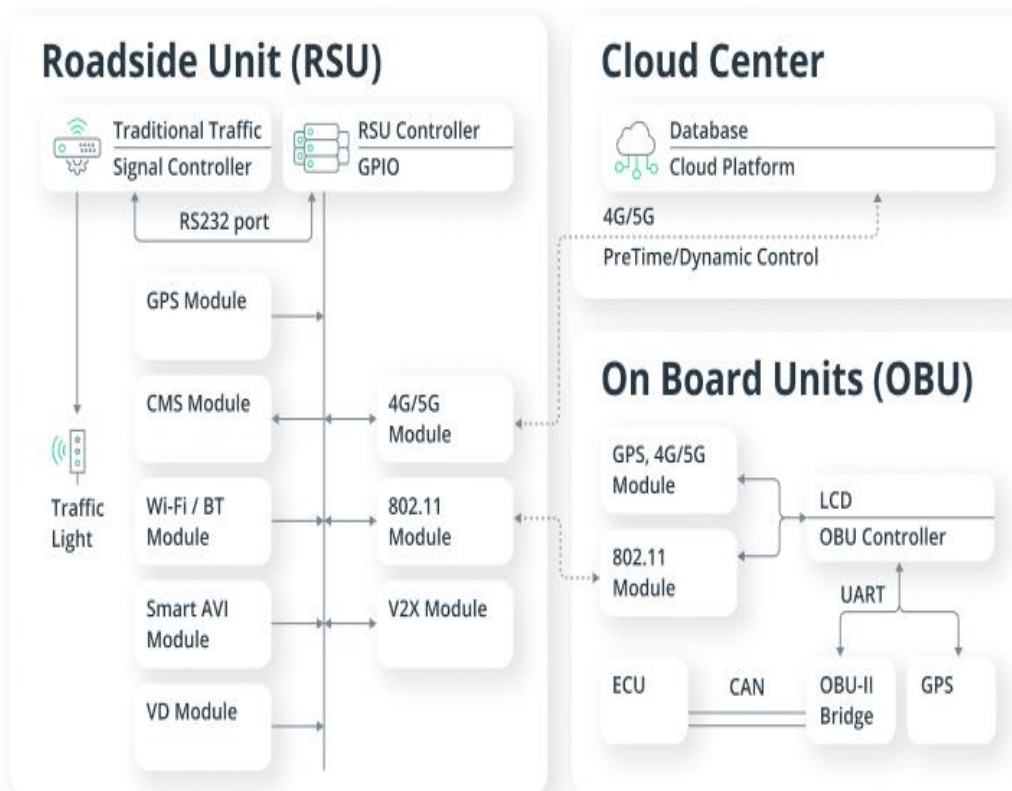 Roadside Unit (RSU)
Traditional Traffic
Signal Controller
RSU Controller
GPIO
RS232 port
GPS Module
CMS Module
4G/5G
Module
Wi-Fi / BT
Module
802.11
Module
Smart AVI
Module
V2X Module
VD Module
Traffic
Light
Cloud Center
Database
Cloud Platform
4G/5G
PreTime/Dynamic Control
On Board Units (OBU)
GPS, 4G/5G
Module
802.11
Module
LCD
OBU Controller
UART
ECU
CAN
OBU-II
Bridge
GPS